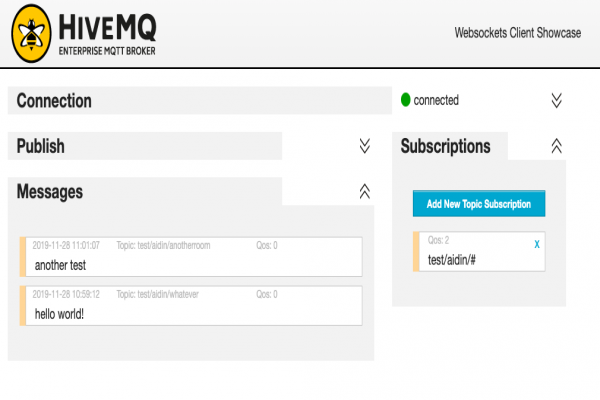 HIVEMQ
ENTERPRISE MQTT BROKER
Websockets Client Showcase
Connection
connected
Publish
Subscriptions
Messages
Add New Topic Subscription
2019-11-28 11:01:07 Topic: test/aidin/anotherroom Qos: 0
another test
2019-11-28 10:59:12 Topic: test/aidin/whatever Qos: 0
hello world!
Qos: 2 x
test/aidin/#